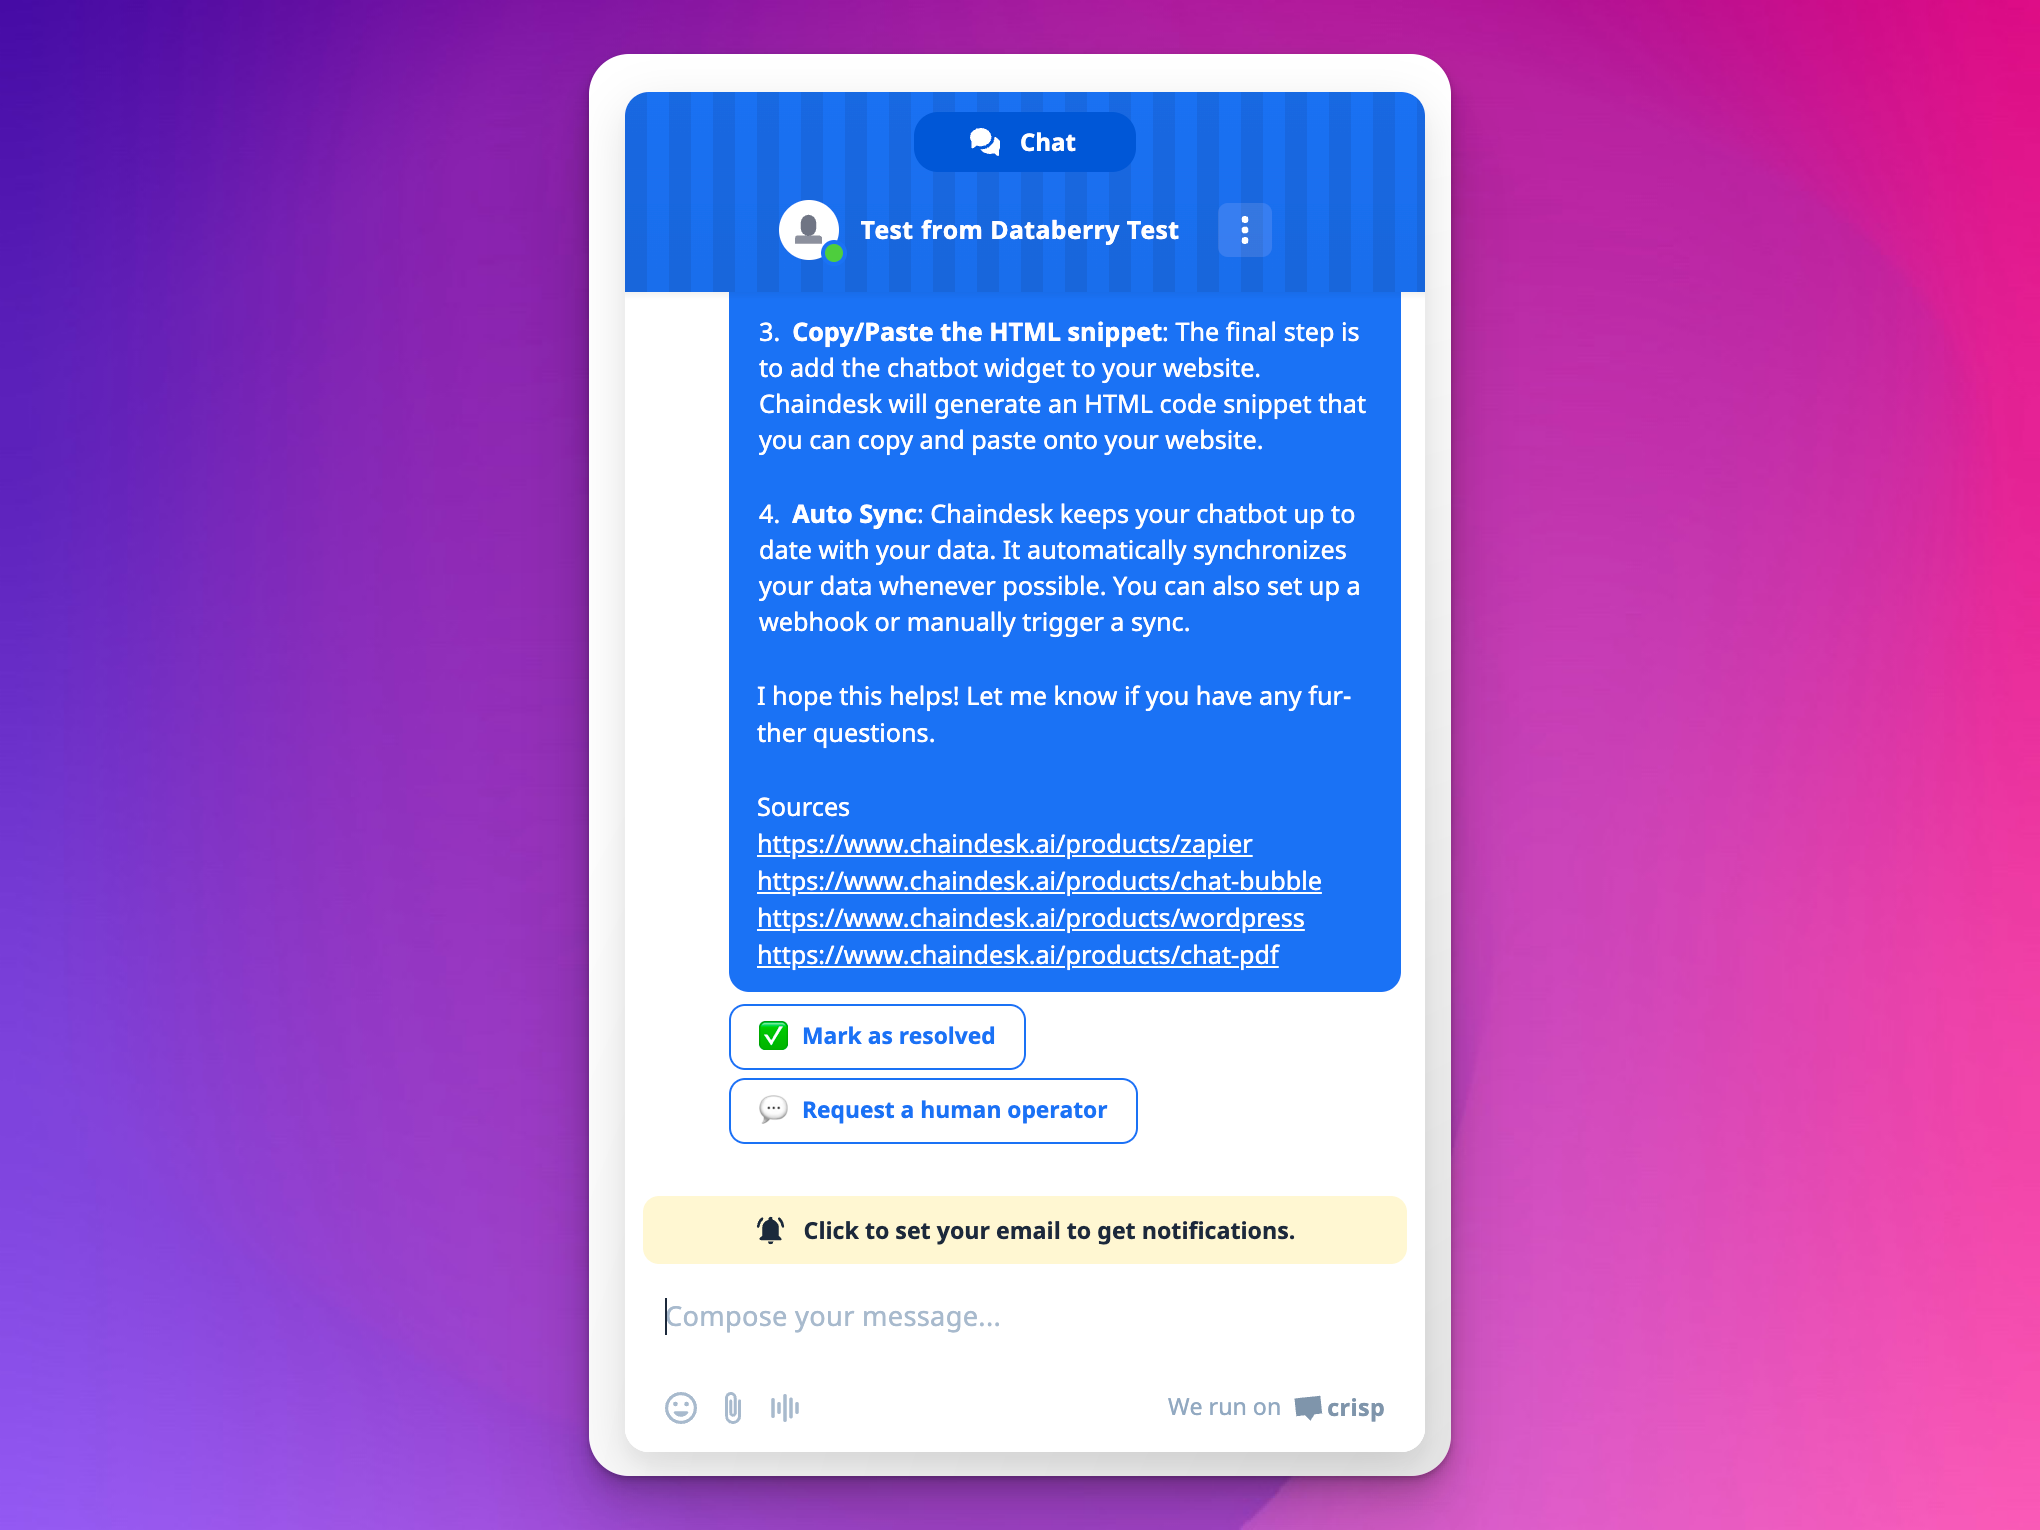 Chat
Test from Databerry Test
3. Copy/Paste the HTML snippet: The final step is
to add the chatbot widget to your website.
Chaindesk will generate an HTML code snippet that
you can copy and paste onto your website.
4. Auto Sync: Chaindesk keeps your chatbot up to
date with your data. It automatically synchronizes
your data whenever possible. You can also set up a
webhook or manually trigger a sync.
I hope this helps! Let me know if you have any fur-
ther questions.
Sources
https://www.chaindesk.ai/products/zapier
https://www.chaindesk.ai/products/chat-bubble
https://www.chaindesk.ai/products/wordpress
https://www.chaindesk.ai/products/chat-pdf
✅ Mark as resolved
💬 Request a human operator
Click to set your email to get notifications.
Compose your message...
We run on crisp